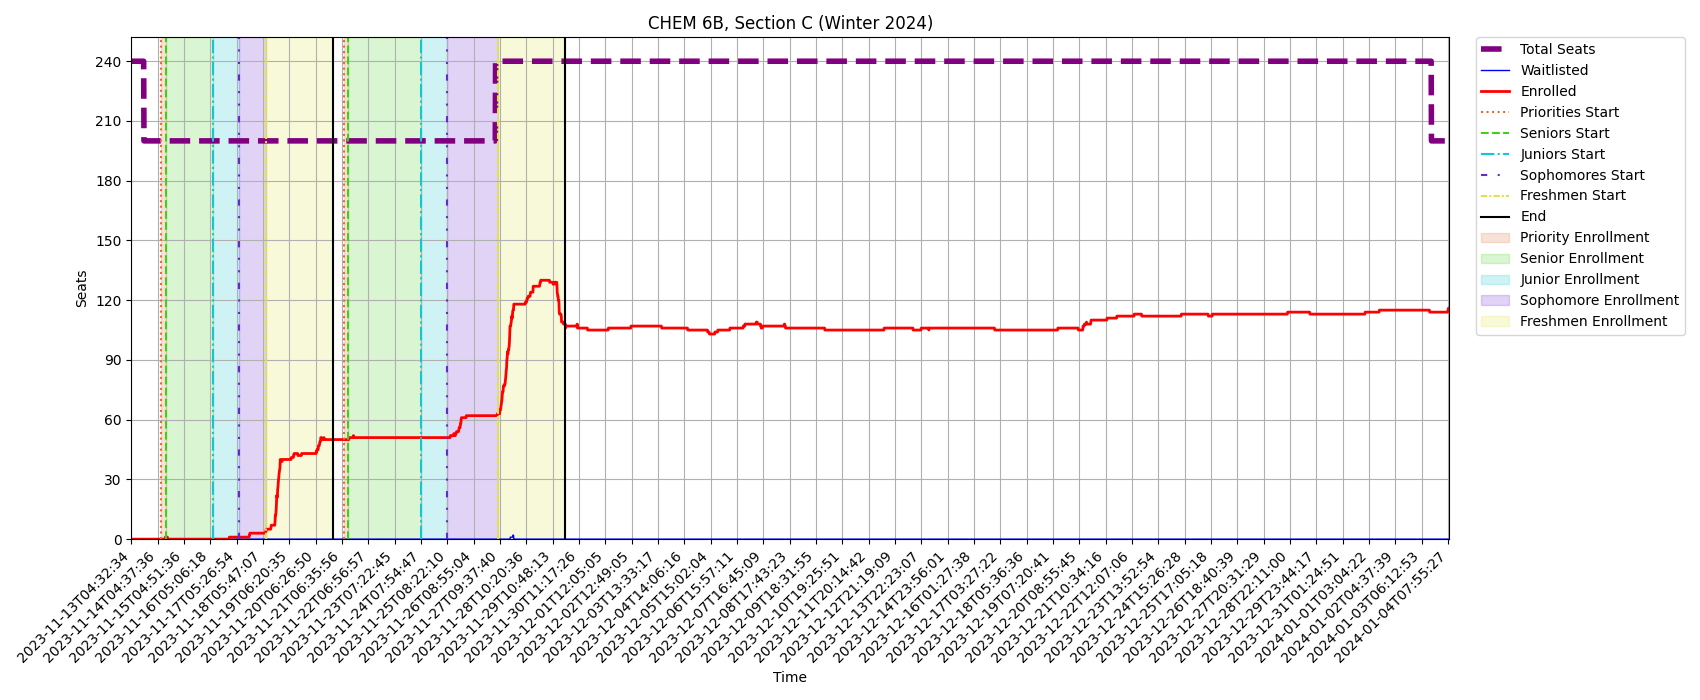 CHEM 6B, Section C (Winter 2024)
Seats
240
210
180
150
120
90
60
30
0
2023-11-13T04:32:34
2023-11-14T04:37:36
2023-11-15T04:51:36
2023-11-16T05:06:18
2023-11-17T05:26:54
2023-11-18T05:47:07
2023-11-19T06:20:35
2023-11-20T06:26:50
2023-11-21T06:35:56
2023-11-22T06:56:57
2023-11-23T07:22:45
2023-11-24T07:54:47
2023-11-25T08:22:10
2023-11-26T08:55:04
2023-11-27T09:37:40
2023-11-28T10:20:36
2023-11-29T10:48:13
2023-11-30T11:17:26
2023-12-01T12:05:05
2023-12-02T12:49:05
2023-12-03T13:33:17
2023-12-04T14:06:16
2023-12-05T15:02:04
2023-12-06T15:57:11
2023-12-07T16:45:09
2023-12-08T17:43:23
2023-12-09T18:31:55
2023-12-10T19:25:51
2023-12-11T20:14:42
2023-12-12T21:19:09
2023-12-13T22:23:07
2023-12-14T23:56:01
2023-12-16T01:27:38
2023-12-17T03:27:22
2023-12-18T05:36:36
2023-12-19T07:20:41
2023-12-20T08:55:45
2023-12-21T10:34:16
2023-12-22T12:07:06
2023-12-23T13:52:54
2023-12-24T15:26:28
2023-12-25T17:05:18
2023-12-26T18:40:39
2023-12-27T20:31:29
2023-12-28T22:11:00
2023-12-29T23:44:17
2023-12-31T01:24:51
2024-01-01T03:04:22
2024-01-02T04:37:39
2024-01-03T06:12:53
2024-01-04T07:55:27
Time
Total Seats
Waitlisted
Enrolled
Priorities Start
Seniors Start
Juniors Start
Sophomores Start
Freshmen Start
End
Priority Enrollment
Senior Enrollment
Junior Enrollment
Sophomore Enrollment
Freshmen Enrollment